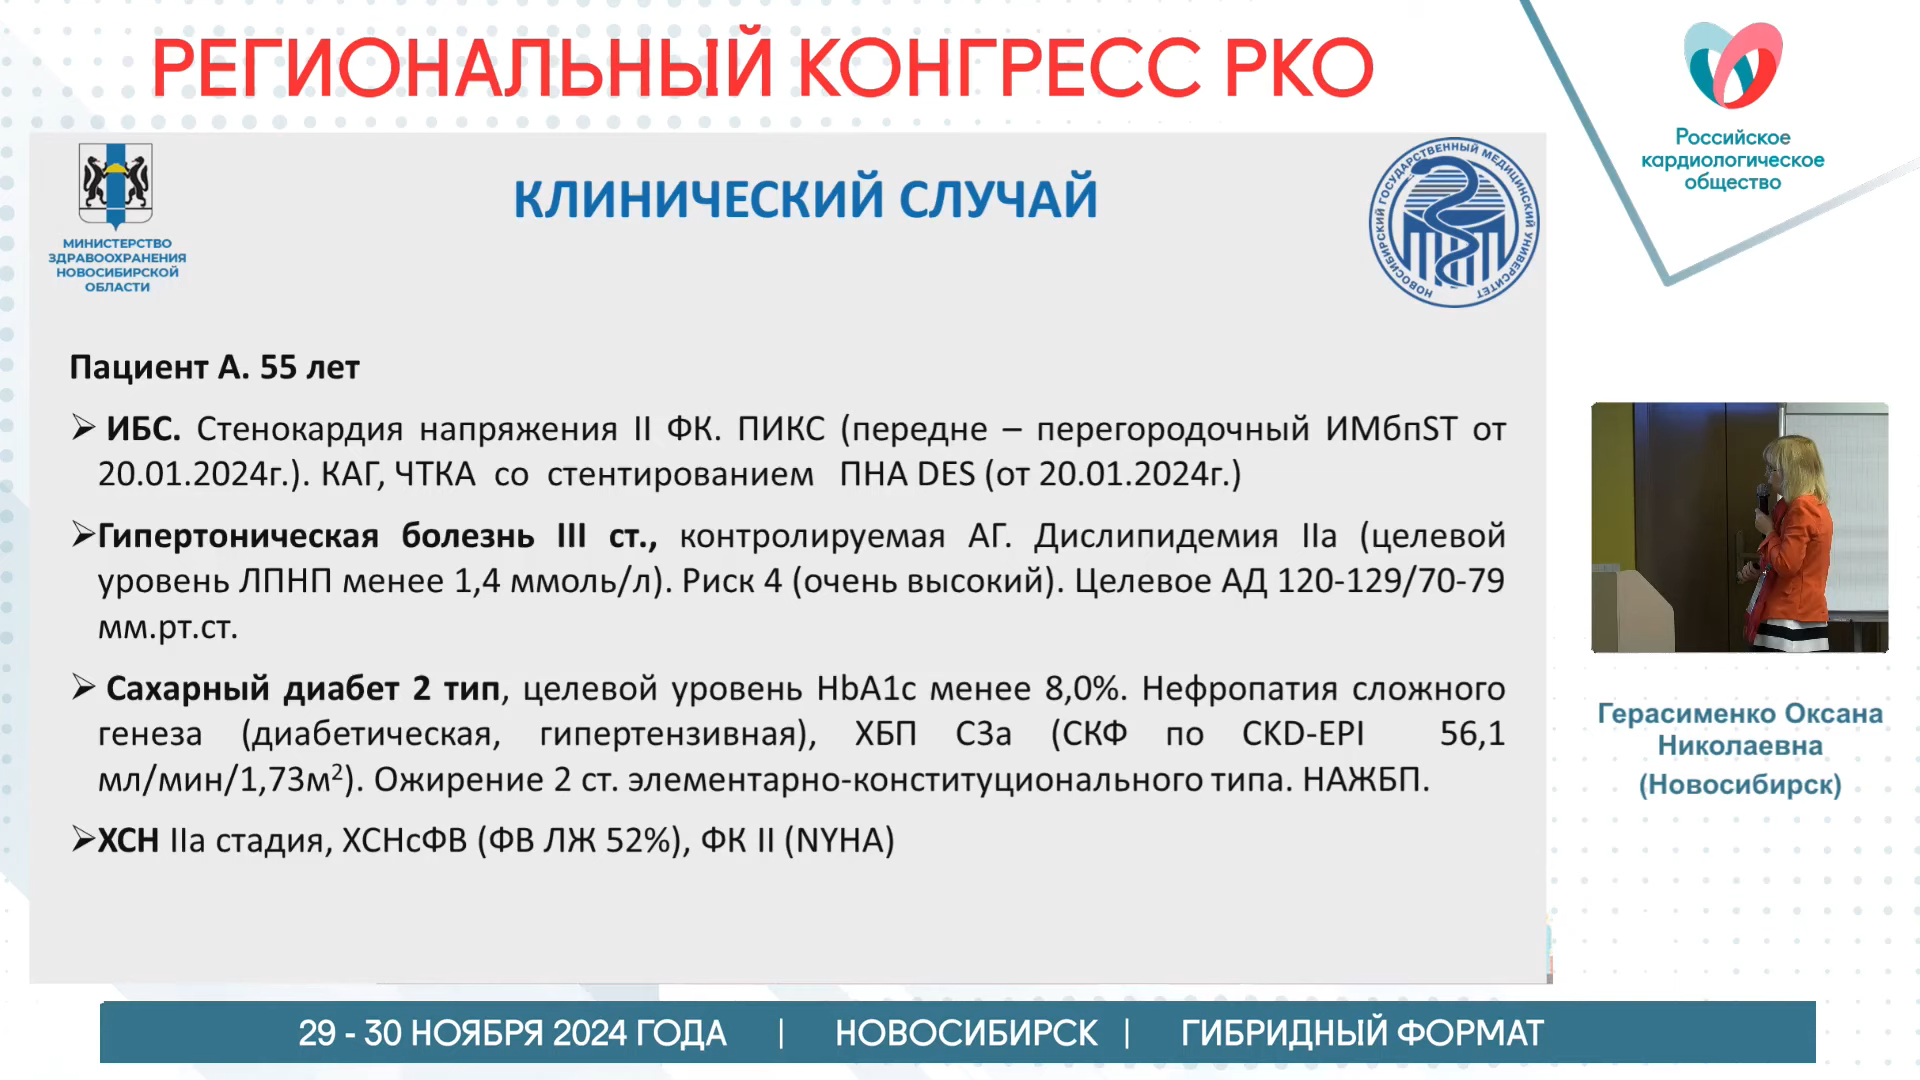 РЕГИОНАЛЬНЫЙ КОНГРЕСС РКО
Российское
кардиологическое
общество
МИНИСТЕРСТВО
ЗДРАВООХРАНЕНИЯ
НОВОСИБИРСКОЙ
ОБЛАСТИ
КЛИНИЧЕСКИЙ СЛУЧАЙ
НОВОСИБИРСКИЙ ГОСУДАРСТВЕННЫЙ МЕДИЦИНСКИЙ УНИВЕРСИТЕТ
Пациент А. 55 лет
➢ ИБС. Стенокардия напряжения II ФК. ПИКС (передне – перегородочный ИМбпST от
20.01.2024г.). КАГ, ЧТКА со стентированием ПНА DES (от 20.01.2024г.)
➢Гипертоническая болезнь III ст., контролируемая АГ. Дислипидемия IIa (целевой
уровень ЛПНП менее 1,4 ммоль/л). Риск 4 (очень высокий). Целевое АД 120-129/70-79
мм.рт.ст.
➢ Сахарный диабет 2 тип, целевой уровень HbA1c менее 8,0%. Нефропатия сложного
генеза (диабетическая, гипертензивная), ХБП С3а (СКФ по CKD-EPI 56,1
мл/мин/1,73м²). Ожирение 2 ст. элементарно-конституционального типа. НАЖБП.
➢ХСН IIа стадия, ХСНсФВ (ФВ ЛЖ 52%), ФК II (NYHA)
Герасименко Оксана
Николаевна
(Новосибирск)
29 - 30 НОЯБРЯ 2024 ГОДА | НОВОСИБИРСК | ГИБРИДНЫЙ ФОРМАТ